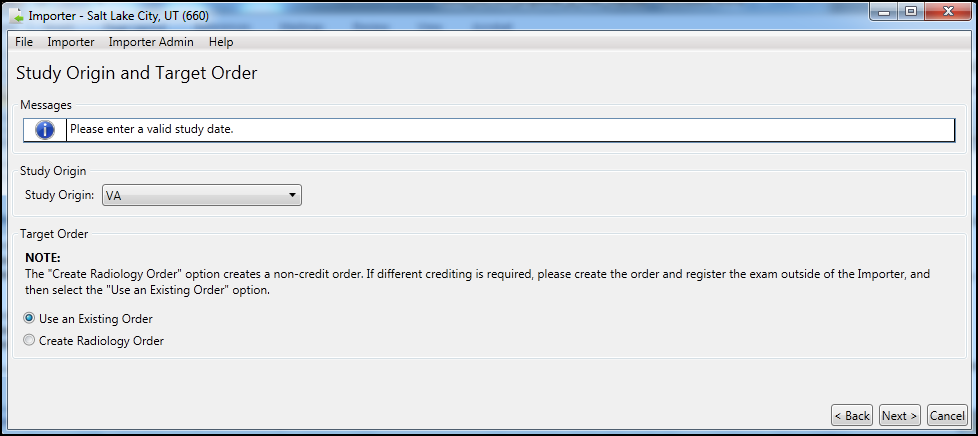 Importer - Salt Lake City, UT (660)
File Importer Importer Admin Help
Study Origin and Target Order
Messages
Please enter a valid study date.
Study Origin
Study Origin: VA
Target Order
NOTE:
The "Create Radiology Order" option creates a non-credit order. If different crediting is required, please create the order and register the exam outside of the Importer, and
then select the "Use an Existing Order" option.
Use an Existing Order
Create Radiology Order
< Back Next > Cancel